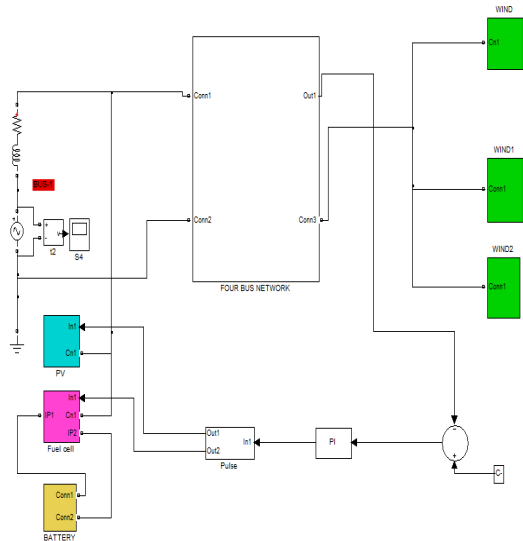 WIND
Cn1
Conn1
Out1
WIND1
Conn1
BUS-1
Conn2
Conn3
+
-
v
t2
S4
WIND2
Conn1
FOUR BUS NETWORK
In1
Cn1
PV
In1
IP1
Cn1
IP2
Fuel cell
Out1
Out2
In1
Pulse
PI
-
+
C-
Conn1
Conn2
BATTERY